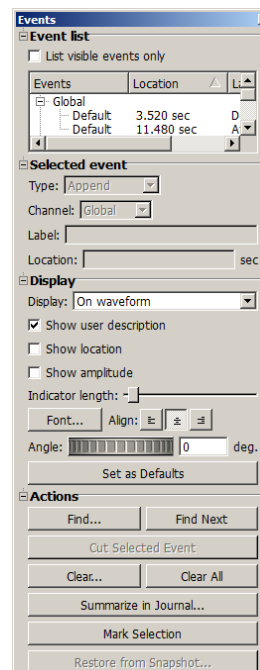 Events
Event list
List visible events only
Events Location
Global
Default 3.520 sec D
Default 11.480 sec A
Selected event
Type: Append
Channel: Global
Label:
Location: sec
Display
Display: On waveform
Show user description
Show location
Show amplitude
Indicator length:
Font... Align:
Angle: 0 deg.
Set as Defaults
Actions
Find... Find Next
Cut Selected Event
Clear... Clear All
Summarize in Journal...
Mark Selection
Restore from Snapshot...